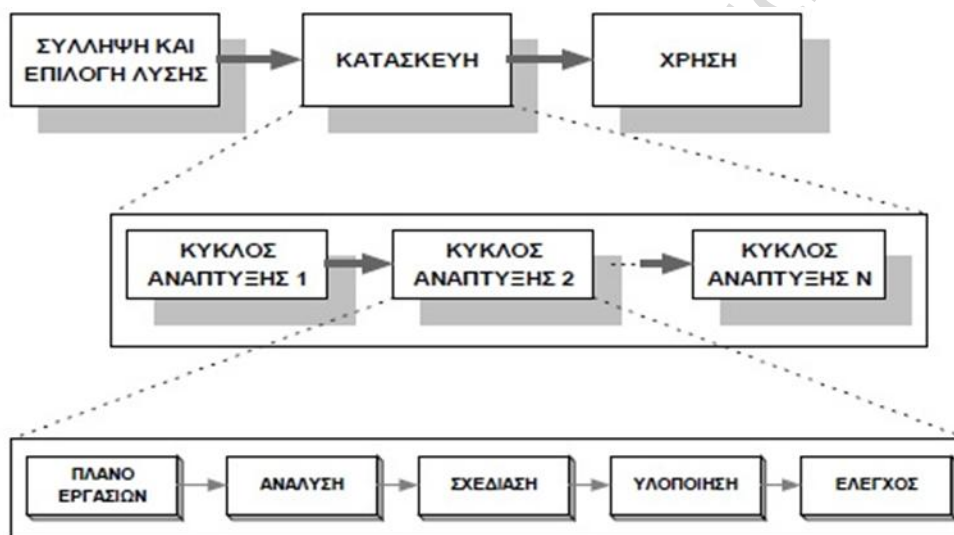 ΣΥΛΛΗΨΗ ΚΑΙ
ΕΠΙΛΟΓΗ ΛΥΣΗΣ
ΚΑΤΑΣΚΕΥΗ
ΧΡΗΣΗ
ΚΥΚΛΟΣ
ΑΝΑΠΤΥΞΗΣ 1
ΚΥΚΛΟΣ
ΑΝΑΠΤΥΞΗΣ 2
ΚΥΚΛΟΣ
ΑΝΑΠΤΥΞΗΣ Ν
ΠΛΑΝΟ
ΕΡΓΑΣΙΩΝ
ΑΝΑΛΥΣΗ
ΣΧΕΔΙΑΣΗ
ΥΛΟΠΟΙΗΣΗ
ΕΛΕΓΧΟΣ